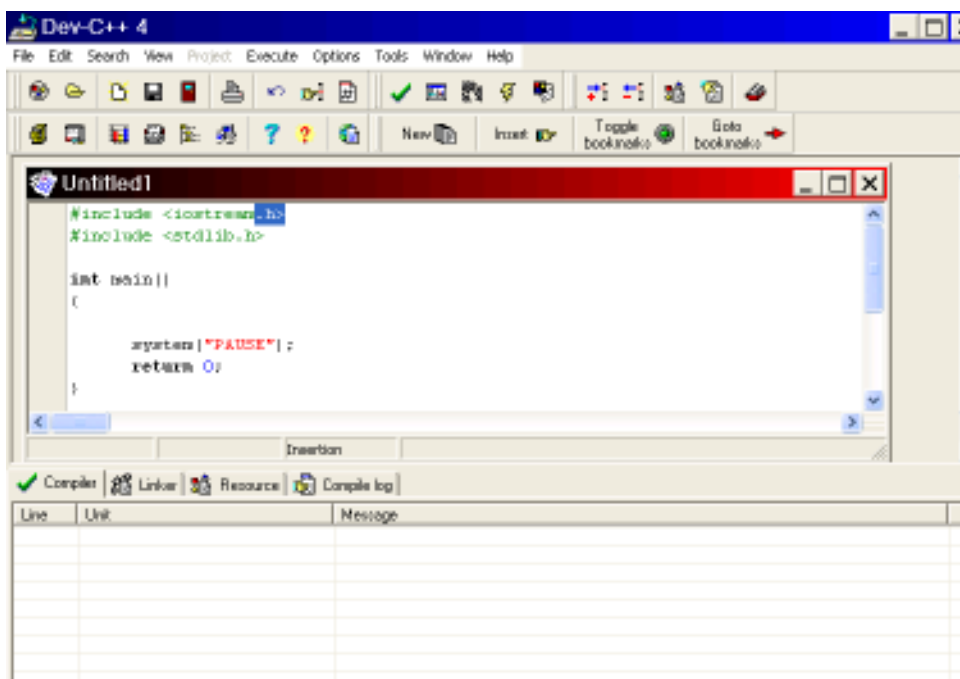 Dev-C++ 4
File Edit Search View Project Execute Options Tools Window Help
New Insert Toggle bookmarks Goto bookmarks
Untitled1
#include <iostream.h>
#include <stdlib.h>
int main()
{
system("PAUSE");
return 0;
}
Insertion
Compiler Linker Resource Compile log
Line Unit Message